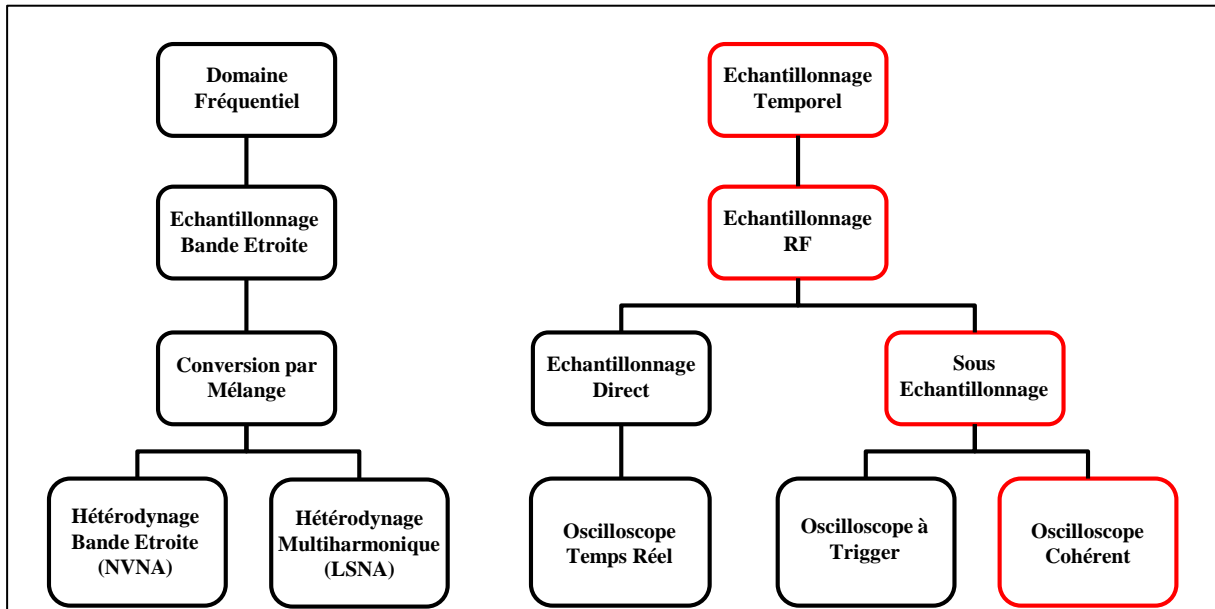 Domaine
Fréquentiel
Echantillonnage
Temporel
Echantillonnage
Bande Etroite
Echantillonnage
RF
Conversion par
Mélange
Echantillonnage
Direct
Sous
Echantillonnage
Hétérodynage
Bande Etroite
(NVNA)
Hétérodynage
Multiharmonique
(LSNA)
Oscilloscope
Temps Réel
Oscilloscope à
Trigger
Oscilloscope
Cohérent